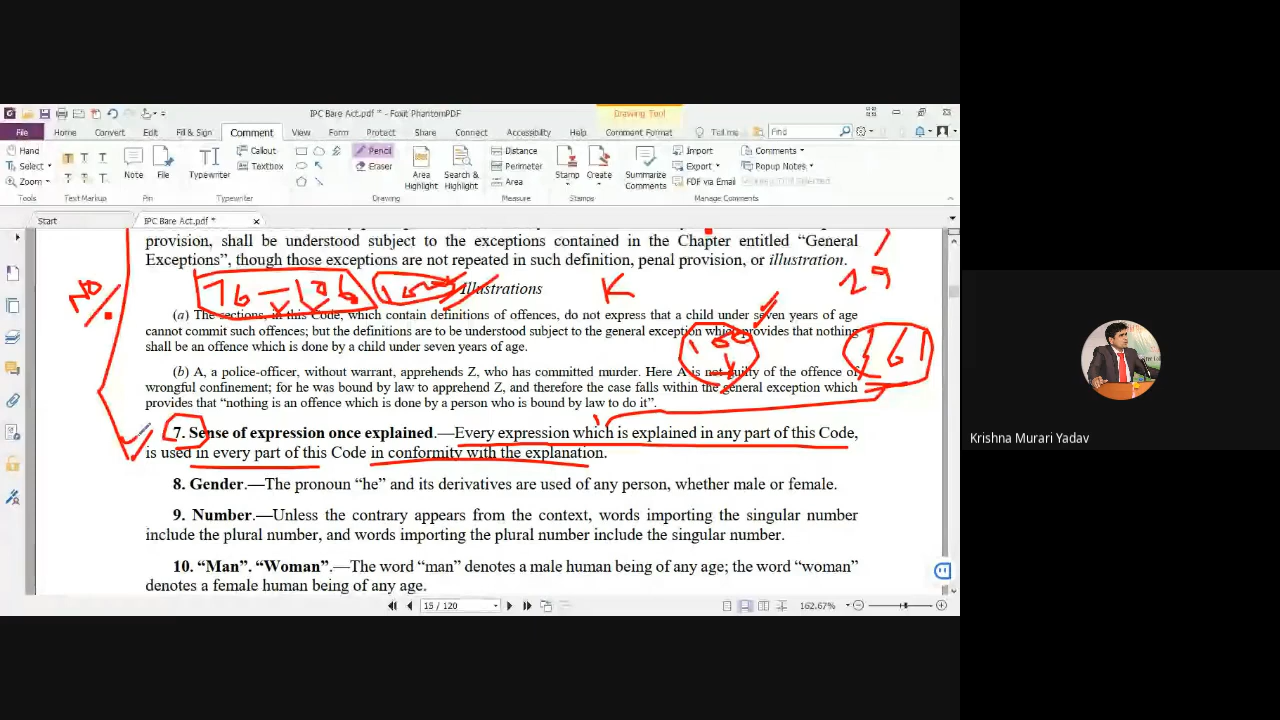 IPC Bare Act.pdf * - Foxit PhantomPDF
Drawing Tool
File Home Convert Edit Fill & Sign Comment View Form Protect Share Connect Accessibility Help Comment Format Tell me Find
Hand
Select
Zoom
Tools
Text Markup
Note
File
Pin
Typewriter
Callout
Textbox
Typewriter
Pencil
Eraser
Drawing
Area Highlight
Search & Highlight
Distance
Perimeter
Area
Measure
Stamp
Create
Stamps
Summarize Comments
Import
Export
FDF via Email
Comments
Popup Notes
Manage Comments
Start
IPC Bare Act.pdf *
provision, shall be understood subject to the exceptions contained in the Chapter entitled “General
Exceptions”, though those exceptions are not repeated in such definition, penal provision, or illustration.
29
No
76 — 106
K
Illustrations
(a) The sections, in this Code, which contain definitions of offences, do not express that a child under seven years of age
cannot commit such offences; but the definitions are to be understood subject to the general exception which provides that nothing
shall be an offence which is done by a child under seven years of age.
(b) A, a police-officer, without warrant, apprehends Z, who has committed murder. Here A is not guilty of the offence of
wrongful confinement; for he was bound by law to apprehend Z, and therefore the case falls within the general exception which
provides that “nothing is an offence which is done by a person who is bound by law to do it”.
7. Sense of expression once explained.—Every expression which is explained in any part of this Code,
is used in every part of this Code in conformity with the explanation.
8. Gender.—The pronoun “he” and its derivatives are used of any person, whether male or female.
9. Number.—Unless the contrary appears from the context, words importing the singular number
include the plural number, and words importing the plural number include the singular number.
10. “Man”. “Woman”.—The word “man” denotes a male human being of any age; the word “woman”
denotes a female human being of any age.
15 / 120
162.67%
Krishna Murari Yadav